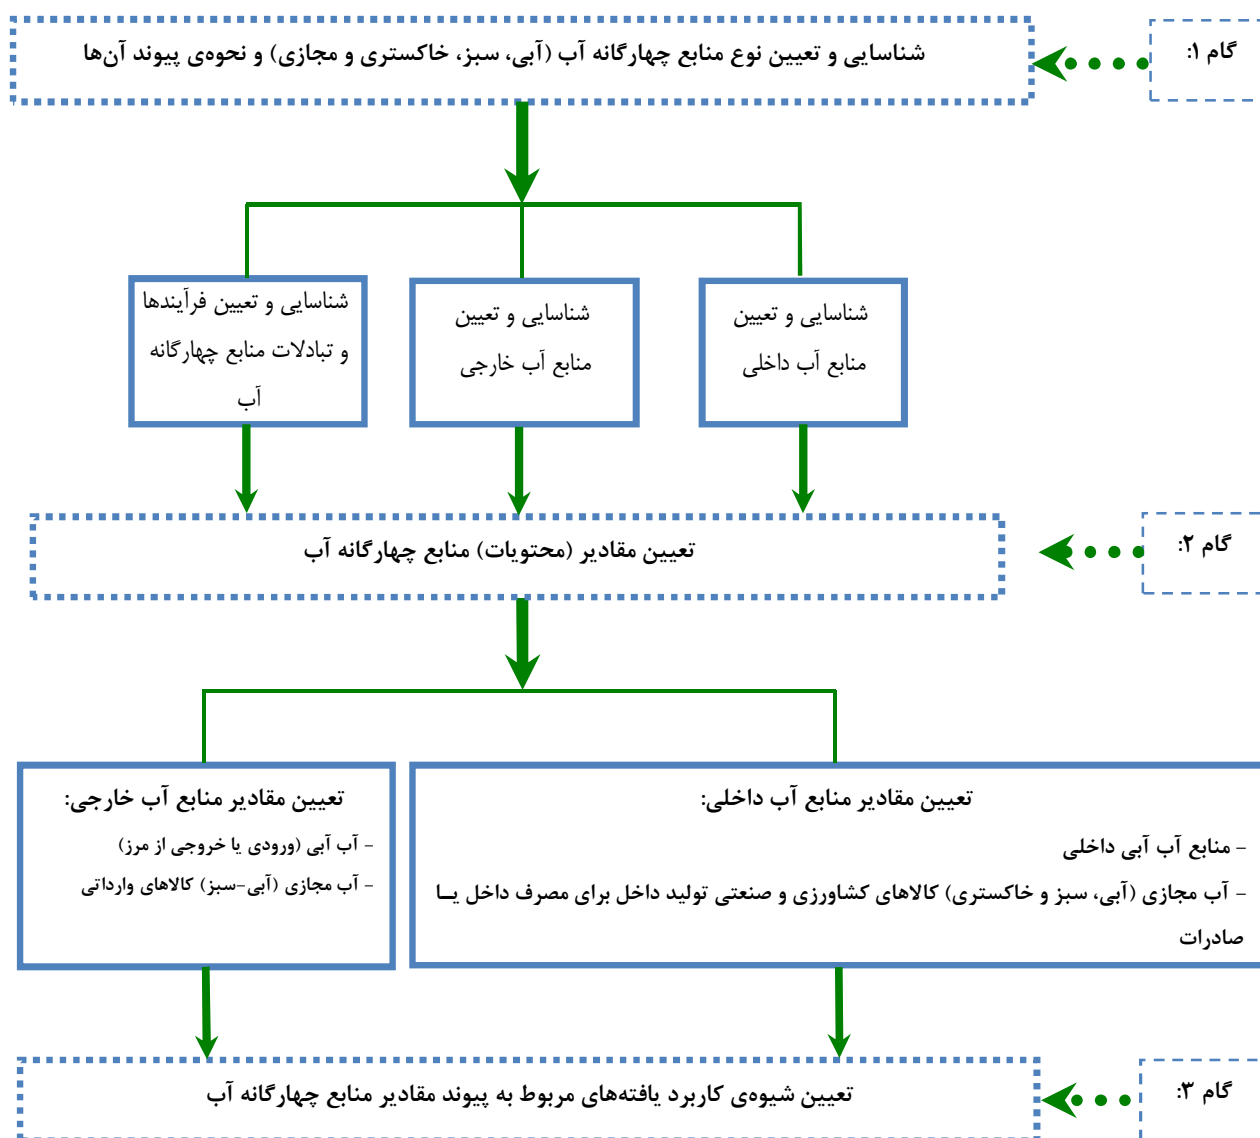 گام ۱:
شناسایی و تعیین نوع منابع چهارگانه آب (آبی، سبز، خاکستری و مجازی) و نحوه‌ی پیوند آن‌ها
شناسایی و تعیین
منابع آب داخلی
شناسایی و تعیین
منابع آب خارجی
شناسایی و تعیین فرآیندها
و تبادلات منابع چهارگانه
آب
گام ۲:
تعیین مقادیر (محتویات) منابع چهارگانه آب
تعیین مقادیر منابع آب داخلی:
- منابع آب آبی داخلی
- آب مجازی (آبی، سبز و خاکستری) کالاهای کشاورزی و صنعتی تولید داخل برای مصرف داخل یـا
صادرات
تعیین مقادیر منابع آب خارجی:
- آب آبی (ورودی یا خروجی از مرز)
- آب مجازی (آبی-سبز) کالاهای وارداتی
گام ۳:
تعیین شیوه‌ی کاربرد یافته‌های مربوط به پیوند مقادیر منابع چهارگانه آب